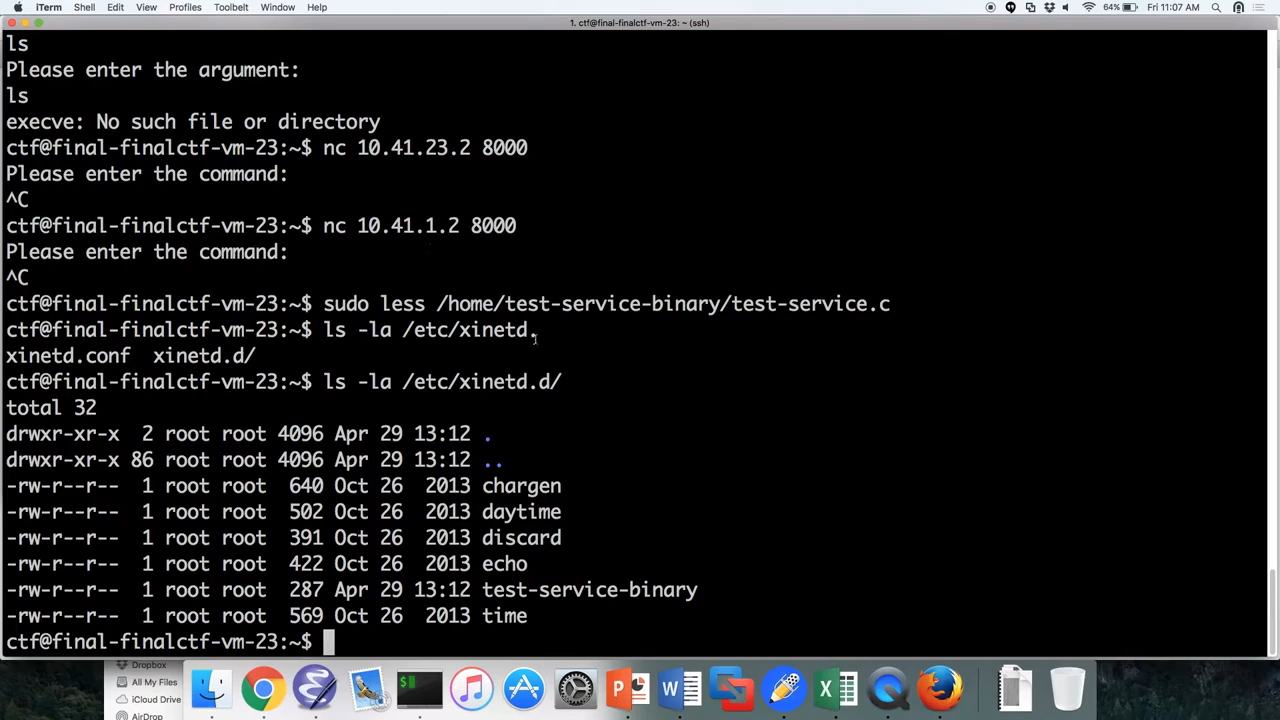 iTerm Shell Edit View Profiles Toolbelt Window Help 64% Fri 11:07 AM
1. ctf@final-finalctf-vm-23: ~ (ssh)
ls
Please enter the argument:
ls
execve: No such file or directory
ctf@final-finalctf-vm-23:~$ nc 10.41.23.2 8000
Please enter the command:
^C
ctf@final-finalctf-vm-23:~$ nc 10.41.1.2 8000
Please enter the command:
^C
ctf@final-finalctf-vm-23:~$ sudo less /home/test-service-binary/test-service.c
ctf@final-finalctf-vm-23:~$ ls -la /etc/xinetd.
xinetd.conf  xinetd.d/
ctf@final-finalctf-vm-23:~$ ls -la /etc/xinetd.d/
total 32
drwxr-xr-x  2 root root 4096 Apr 29 13:12 .
drwxr-xr-x 86 root root 4096 Apr 29 13:12 ..
-rw-r--r--  1 root root  640 Oct 26  2013 chargen
-rw-r--r--  1 root root  502 Oct 26  2013 daytime
-rw-r--r--  1 root root  391 Oct 26  2013 discard
-rw-r--r--  1 root root  422 Oct 26  2013 echo
-rw-r--r--  1 root root  287 Apr 29 13:12 test-service-binary
-rw-r--r--  1 root root  569 Oct 26  2013 time
ctf@final-finalctf-vm-23:~$
Dropbox
All My Files
iCloud Drive
AirDrop